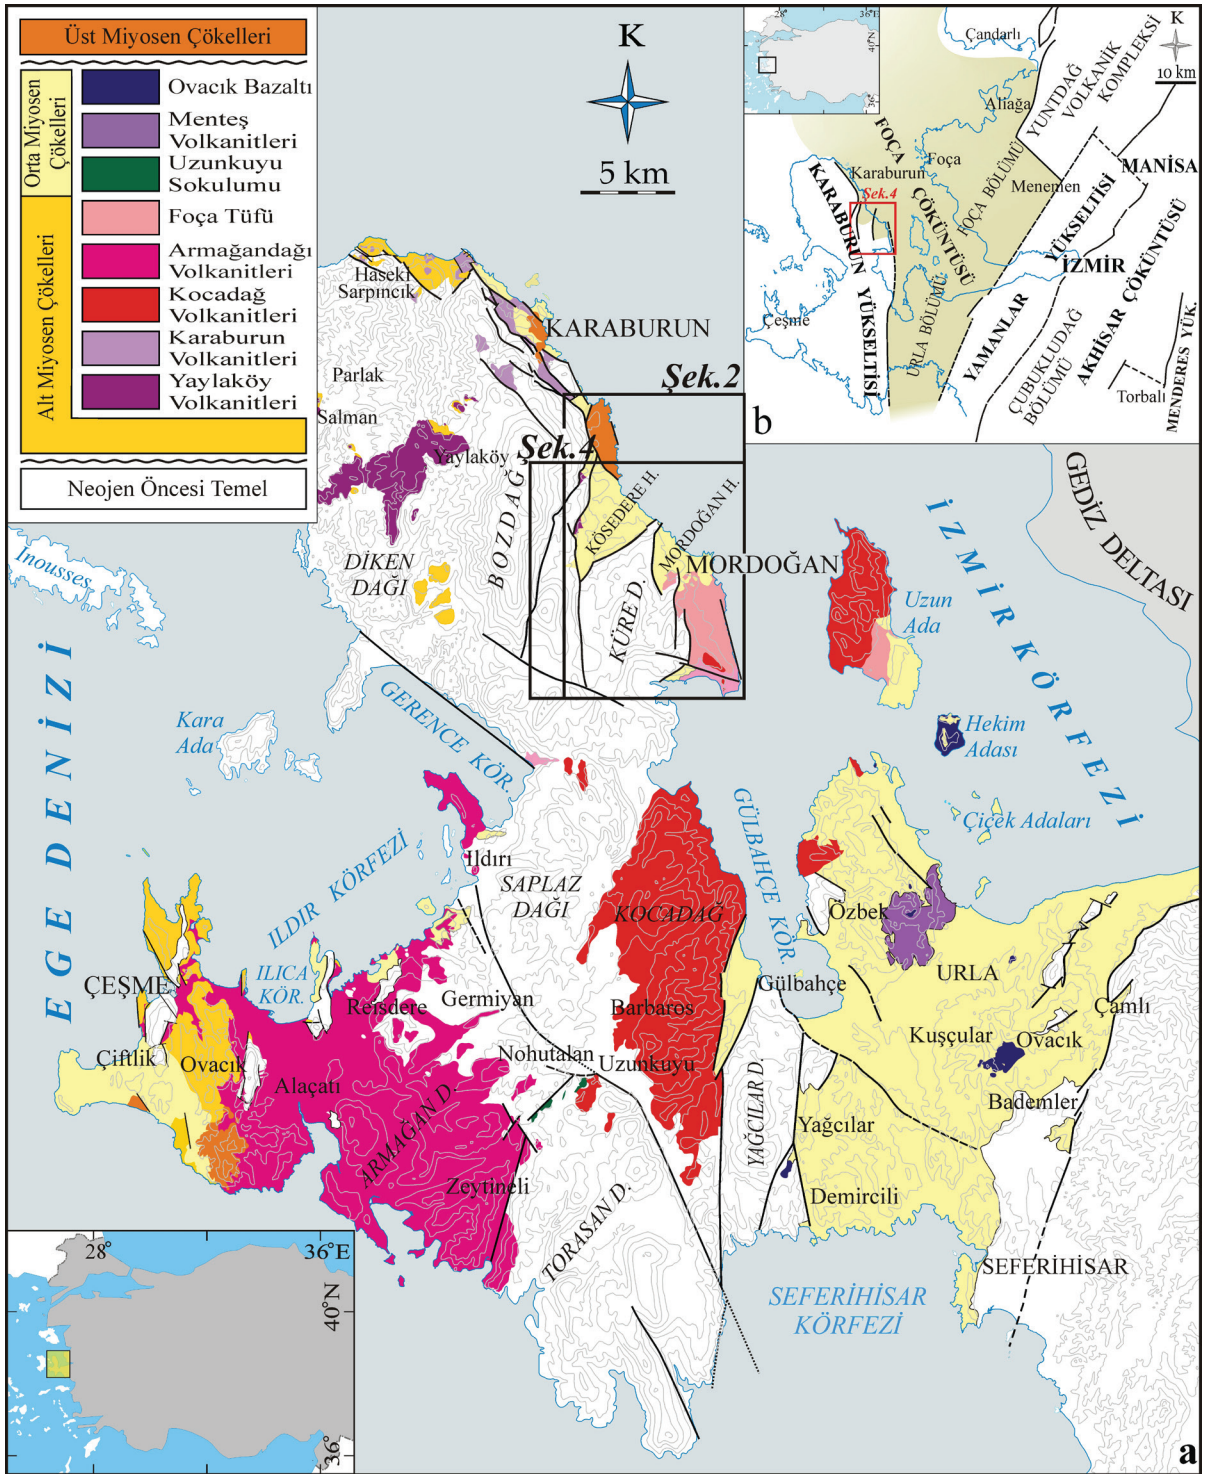 Üst Miyosen Çökelleri
Orta Miyosen
Çökelleri
Alt Miyosen Çökelleri
Ovacık Bazaltı
Menteş
Volkanitleri
Uzunkuyu
Sokulumu
Foça Tüfü
Armağandağı
Volkanitleri
Kocadağ
Volkanitleri
Karaburun
Volkanitleri
Yaylaköy
Volkanitleri
Neojen Öncesi Temel
K
5 km
28°
36°E
40°N
36°
K
10 km
Çandarlı
Aliağa
YUNTDAĞ
VOLKANİK
KOMPLEKSİ
FOÇA
ÇÖKÜNTÜSÜ
Foça
FOÇA BÖLÜMÜ
Karaburun
Şek.4
Menemen
MANİSA
KARABURUN YÜKSELTİSİ
YAMANLAR
YÜKSELTİSİ
İZMİR
URLA BÖLÜMÜ
Çeşme
ÇUBUKLUDAĞ
BÖLÜMÜ
AKHİSAR ÇÖKÜNTÜSÜ
Torbalı
MENDERES YÜK.
b
Haseki
Sarpıncık
KARABURUN
Parlak
Salman
Şek.2
Şek.4
Yaylaköy
BOZDAĞ
KÖSEDERE H.
MORDOĞAN H.
MORDOĞAN
DİKEN
DAĞI
KÜRE D.
Inousses
EGE DENİZİ
Kara
Ada
GERENCE KÖR.
GEDİZ DELTASI
İZMİR KÖRFEZİ
Uzun
Ada
Hekim
Adası
Çiçek Adaları
GÜLBAHÇE KÖR.
Ildırı
ILDIR KÖRFEZİ
SAPLAZ
DAĞI
KOCADAĞ
Özbek
ÇEŞME
ILICA
KÖR.
Reisdere
Germiyan
Barbaros
Gülbahçe
URLA
Çamlı
Çiftlik
Ovacık
Alaçatı
Nohutalan
Uzunkuyu
Kuşçular
Ovacık
Bademler
ARMAĞAN D.
YAĞCILAR D.
Yağcılar
Zeytineli
TORASAN D.
Demircili
SEFERİHİSAR
SEFERİHİSAR
KÖRFEZİ
28°
36°E
40°N
36°
a